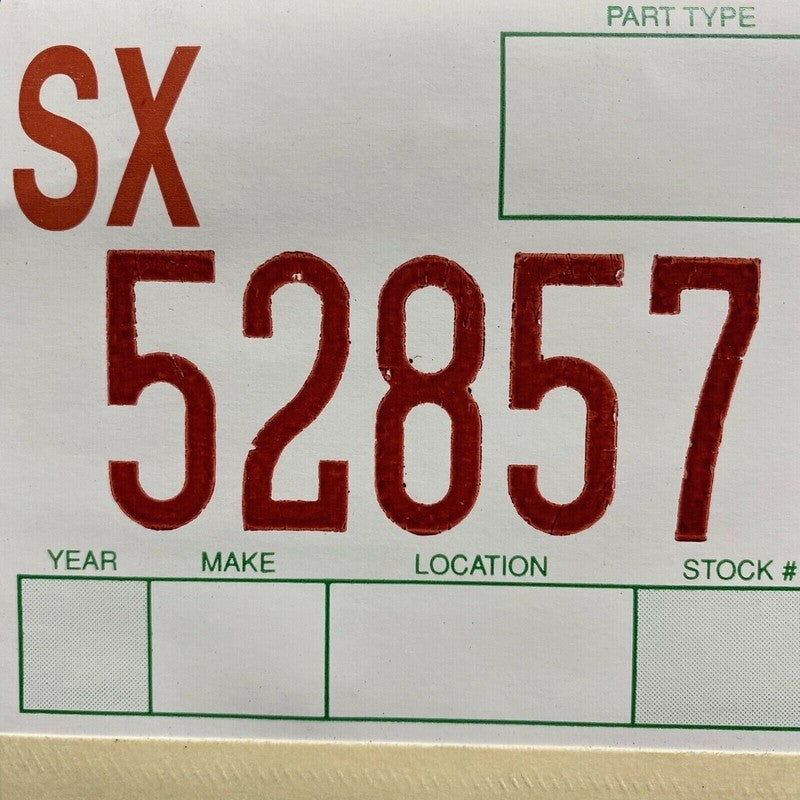 PART TYPE
SX
52857
YEAR MAKE LOCATION STOCK #